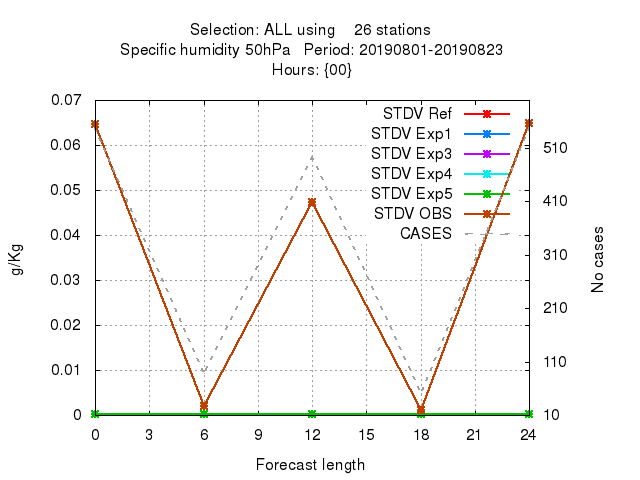 Selection: ALL using    26 stations
Specific humidity 50hPa   Period: 20190801-20190823
Hours: {00}
0.07
0.06
0.05
0.04
0.03
0.02
0.01
0
g/Kg
STDV Ref
STDV Exp1
STDV Exp3
STDV Exp4
STDV Exp5
STDV OBS
CASES
510
410
310
210
110
10
No cases
0 3 6 9 12 15 18 21 24
Forecast length